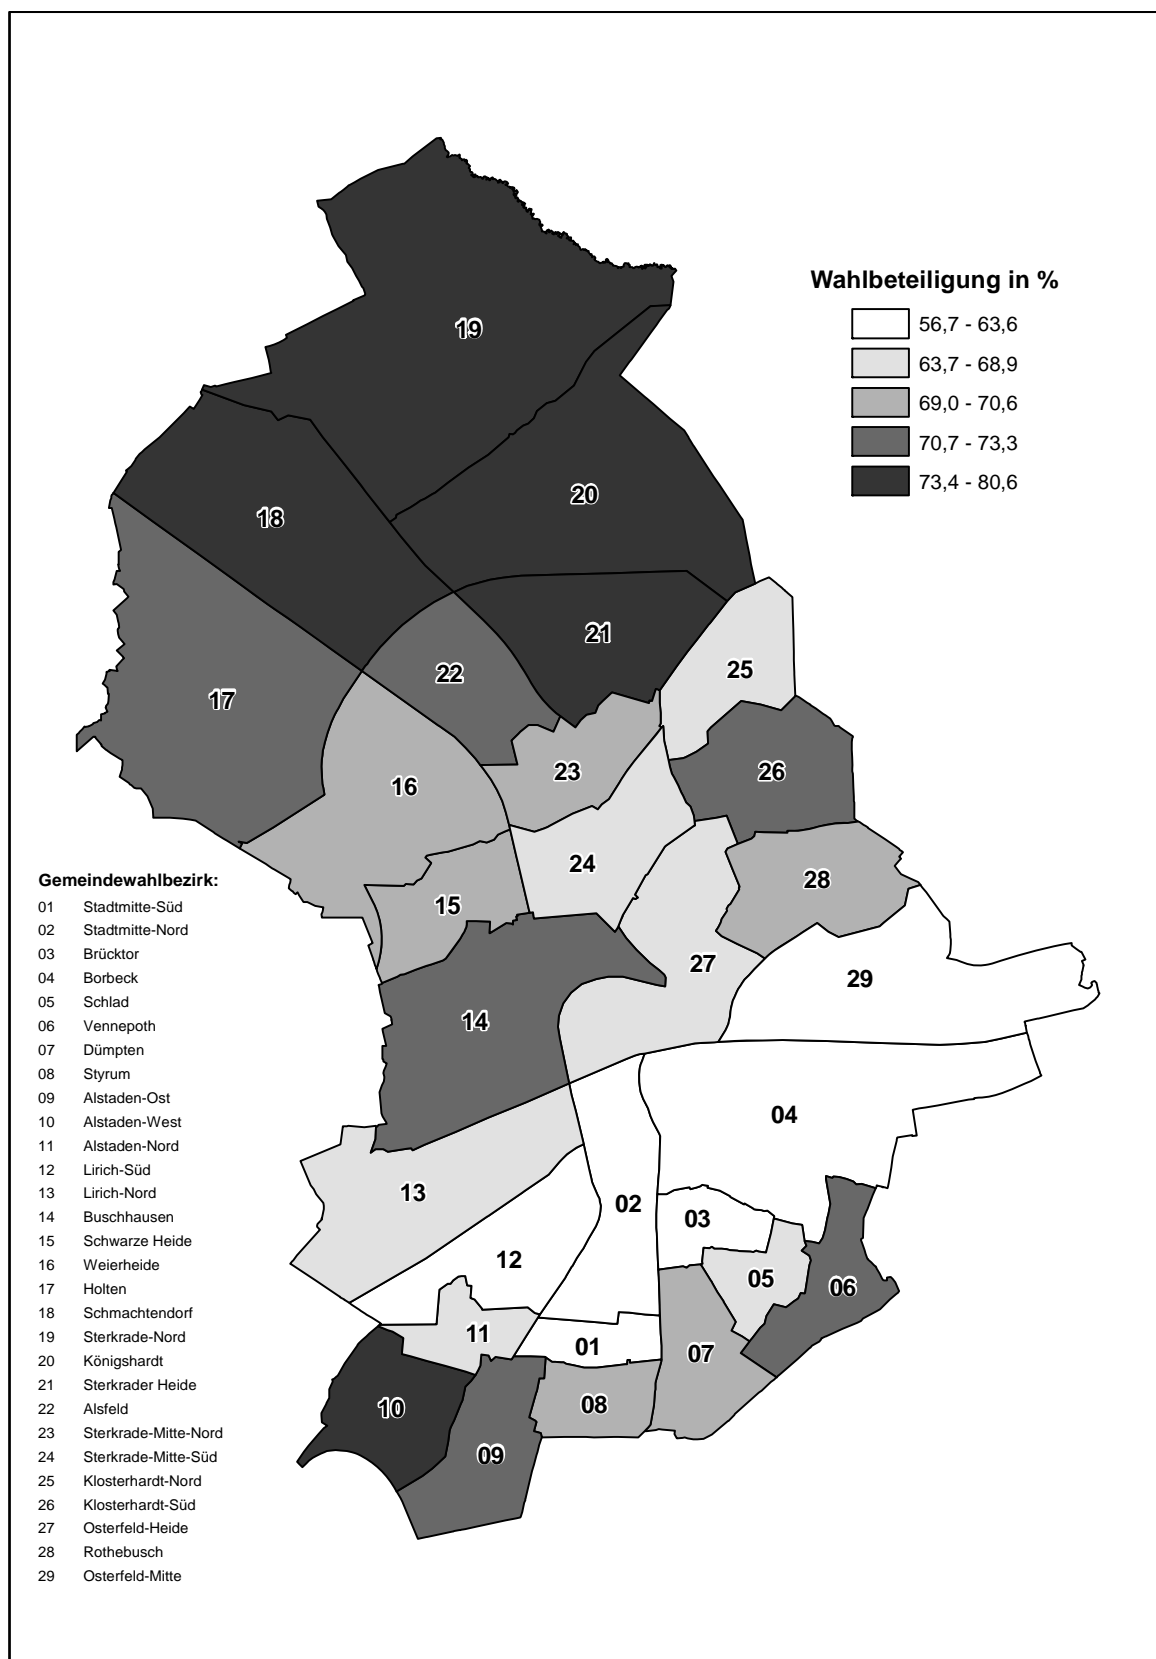 Wahlbeteiligung in %
56,7 - 63,6
63,7 - 68,9
69,0 - 70,6
70,7 - 73,3
73,4 - 80,6
19
20
18
21
22
25
17
23
26
16
24
28
15
27
29
14
04
13
02
03
12
05
06
11
01
07
10
08
09
Gemeindewahlbezirk:
01 Stadtmitte-Süd
02 Stadtmitte-Nord
03 Brücktor
04 Borbeck
05 Schlad
06 Vennepoth
07 Dümpten
08 Styrum
09 Alstaden-Ost
10 Alstaden-West
11 Alstaden-Nord
12 Lirich-Süd
13 Lirich-Nord
14 Buschhausen
15 Schwarze Heide
16 Weierheide
17 Holten
18 Schmachtendorf
19 Sterkrade-Nord
20 Königshardt
21 Sterkrader Heide
22 Alsfeld
23 Sterkrade-Mitte-Nord
24 Sterkrade-Mitte-Süd
25 Klosterhardt-Nord
26 Klosterhardt-Süd
27 Osterfeld-Heide
28 Rothebusch
29 Osterfeld-Mitte